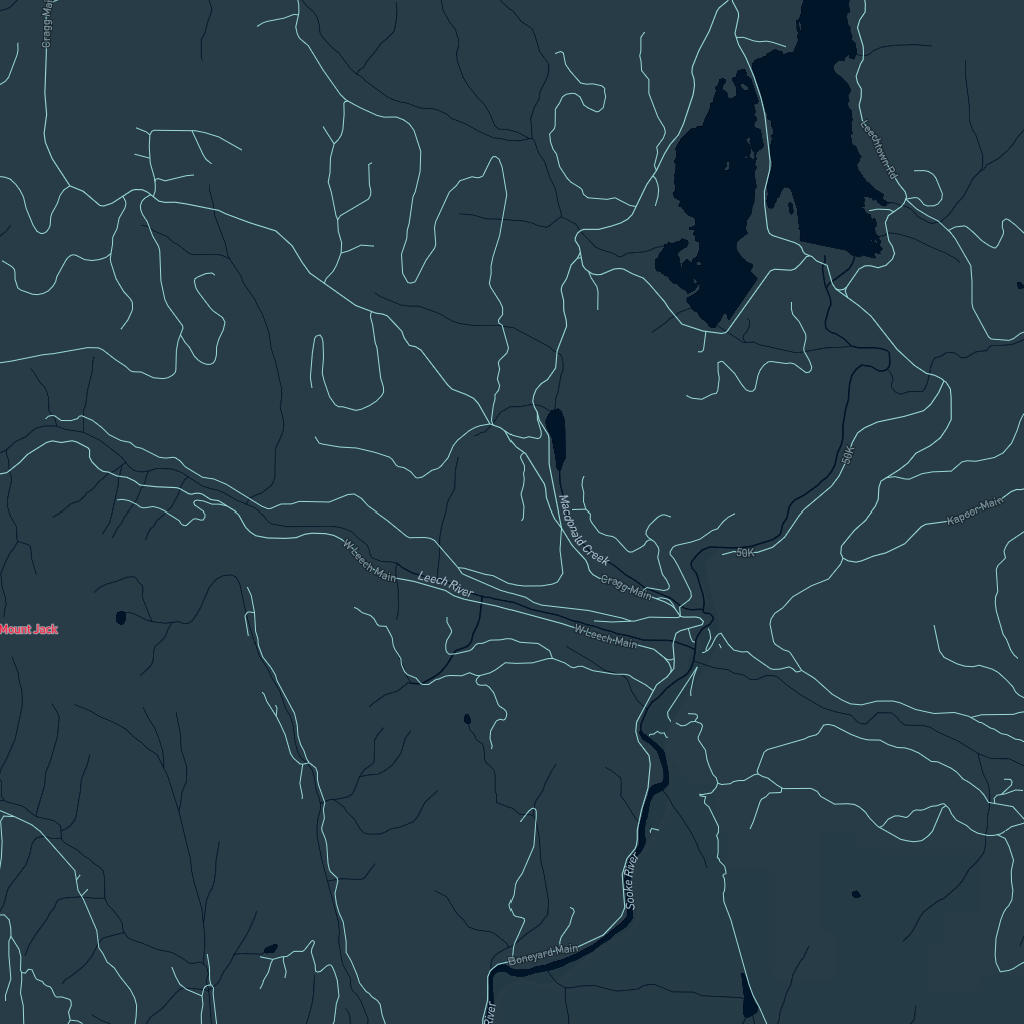 Cragg Mai
Leechtown Rd
50K
Kapoor Main
Macdonald Creek
W-Leech-Main
50K
Leech River
Cragg-Main
Mount Jack
W-Leech-Main
Sooke River
Boneyard Main
River